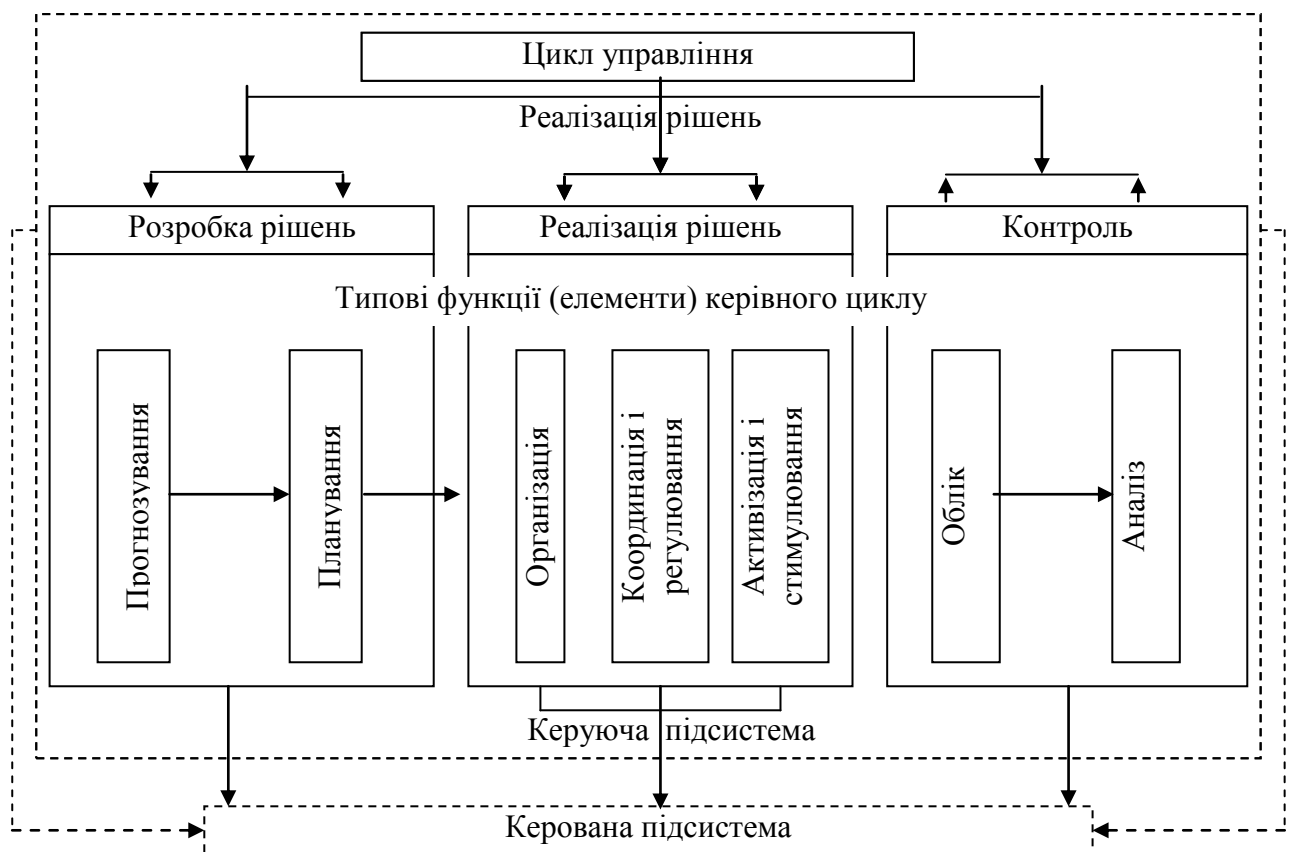 Цикл управління
Реалізація рішень
Розробка рішень
Реалізація рішень
Контроль
Типові функції (елементи) керівного циклу
Прогнозування
Планування
Організація
Координація і
регулювання
Активізація і
стимулювання
Облік
Аналіз
Керуюча підсистема
Керована підсистема